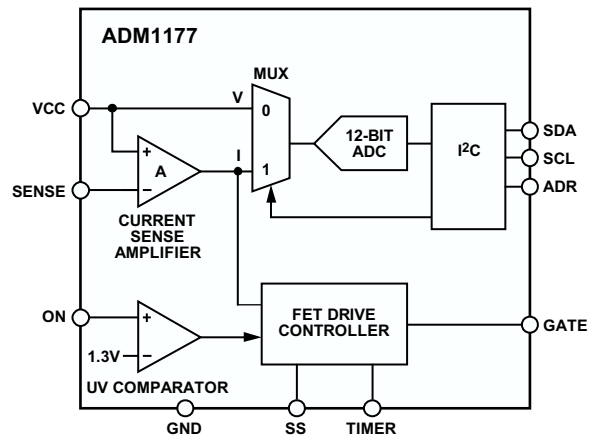 ADM1177
MUX
VCC
V
0
12-BIT
ADC
I²C
SDA
SCL
ADR
I
1
+
A
−
SENSE
CURRENT
SENSE
AMPLIFIER
ON
+
1.3V
−
UV COMPARATOR
FET DRIVE
CONTROLLER
GATE
GND
SS
TIMER